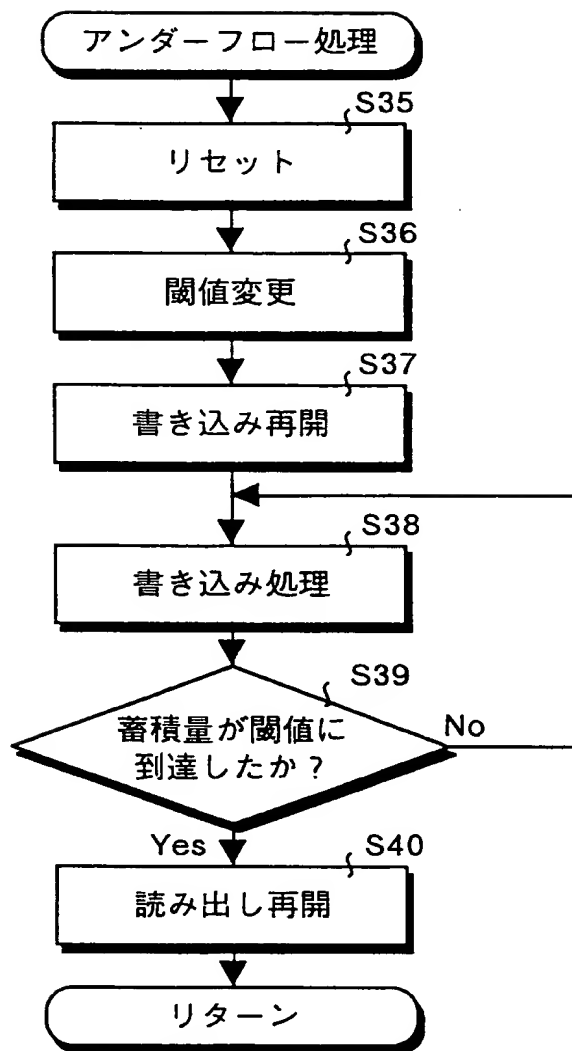 アンダーフロー処理
S35
リセット
S36
閾値変更
S37
書き込み再開
S38
書き込み処理
S39
蓄積量が閾値に
到達したか？
No
Yes
S40
読み出し再開
リターン